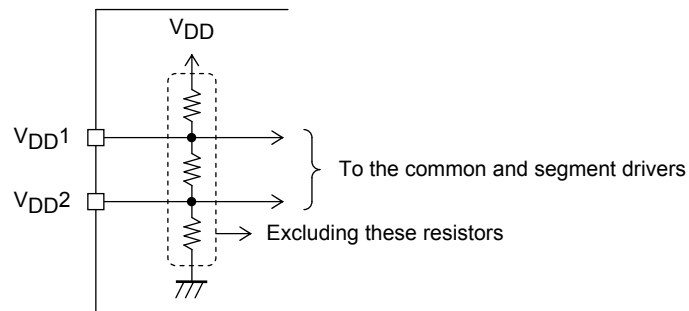 VDD
VDD1
To the common and segment drivers
VDD2
Excluding these resistors